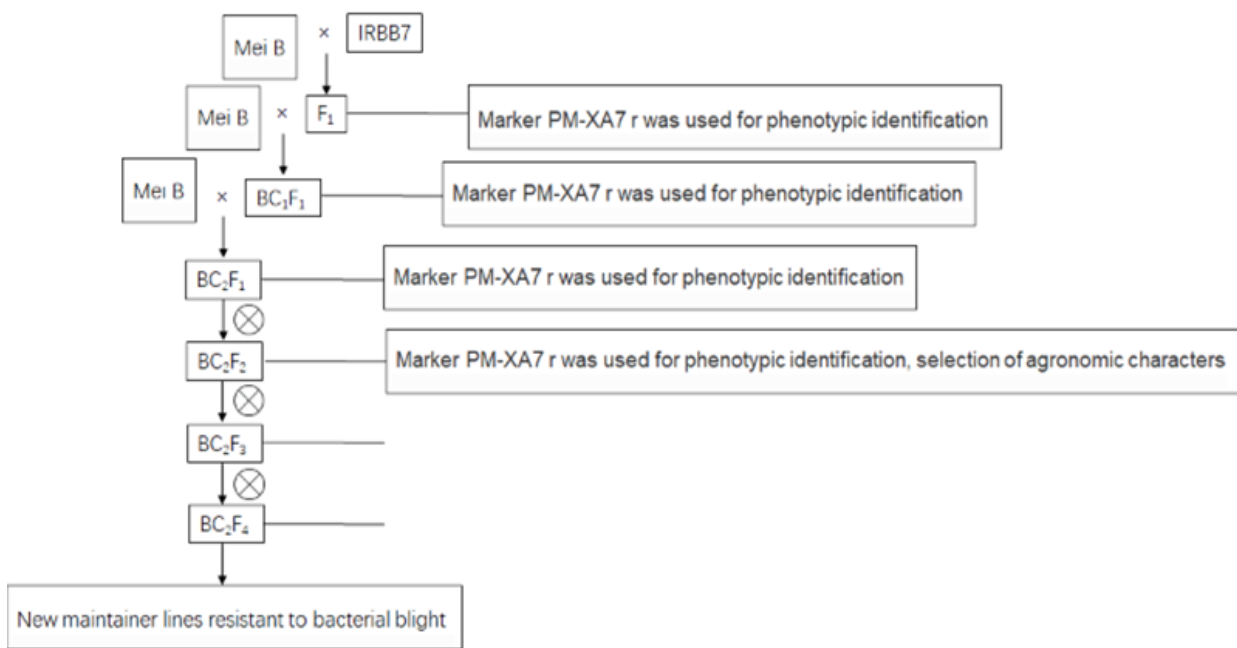 Mei B × IRBB7
Mei B × F₁
Marker PM-XA7 r was used for phenotypic identification
Mei B × BC₁F₁
Marker PM-XA7 r was used for phenotypic identification
BC₂F₁
Marker PM-XA7 r was used for phenotypic identification
BC₂F₂
Marker PM-XA7 r was used for phenotypic identification, selection of agronomic characters
BC₂F₃
BC₂F₄
New maintainer lines resistant to bacterial blight